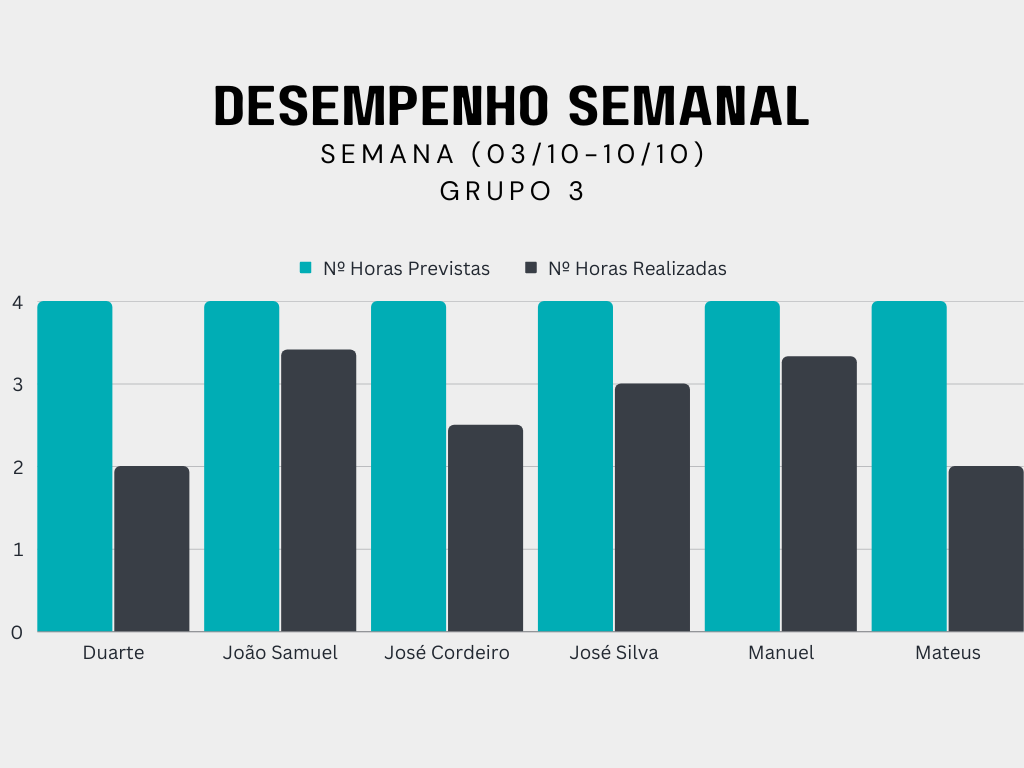 DESEMPENHO SEMANAL
SEMANA (03/10-10/10)
GRUPO 3
Nº Horas Previstas Nº Horas Realizadas
4
3
2
1
0
Duarte João Samuel José Cordeiro José Silva Manuel Mateus